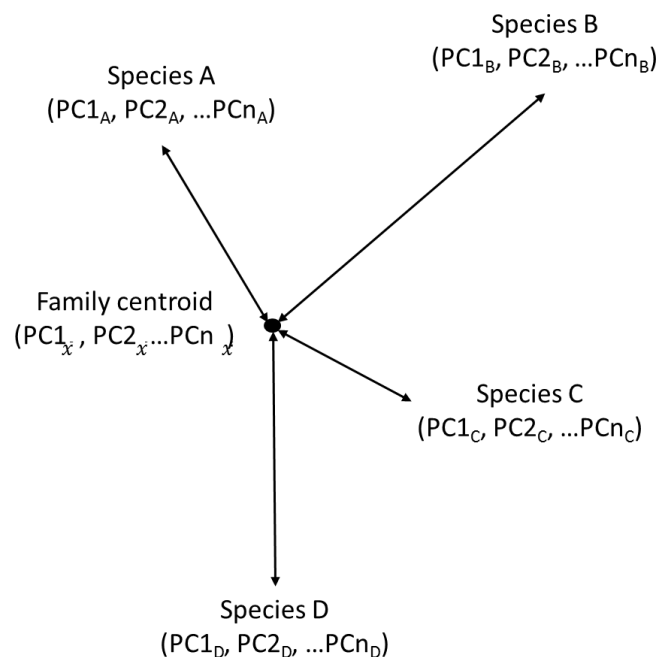 Species B
(PC1B, PC2B, ...PCnB)
Species A
(PC1A, PC2A, ...PCnA)
Family centroid
(PC1x̄ , PC2x̄...PCn x̄)
Species C
(PC1C, PC2C, ...PCnC)
Species D
(PC1D, PC2D, ...PCnD)